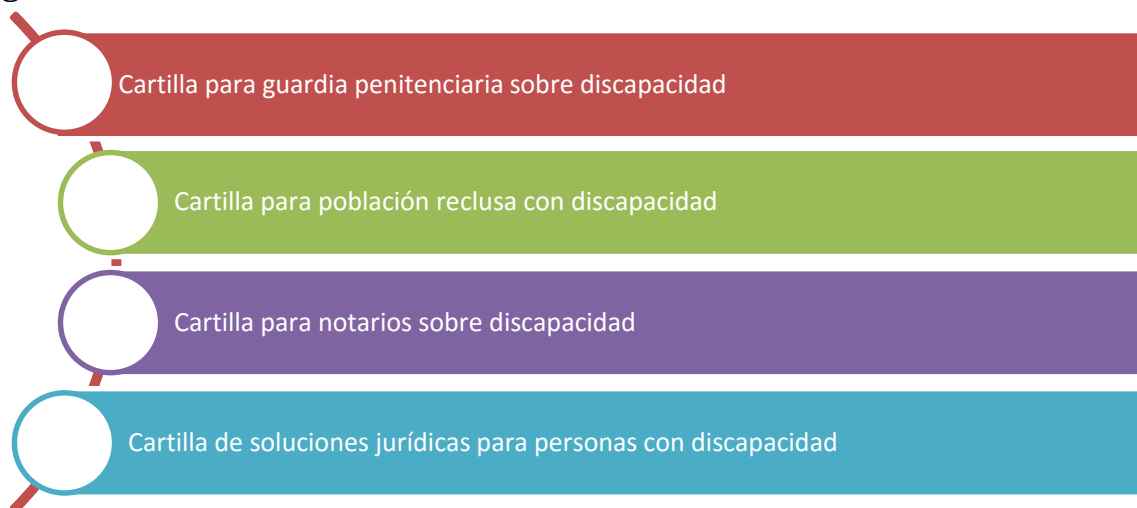 Cartilla para guardia penitenciaria sobre discapacidad
Cartilla para población reclusa con discapacidad
Cartilla para notarios sobre discapacidad
Cartilla de soluciones jurídicas para personas con discapacidad